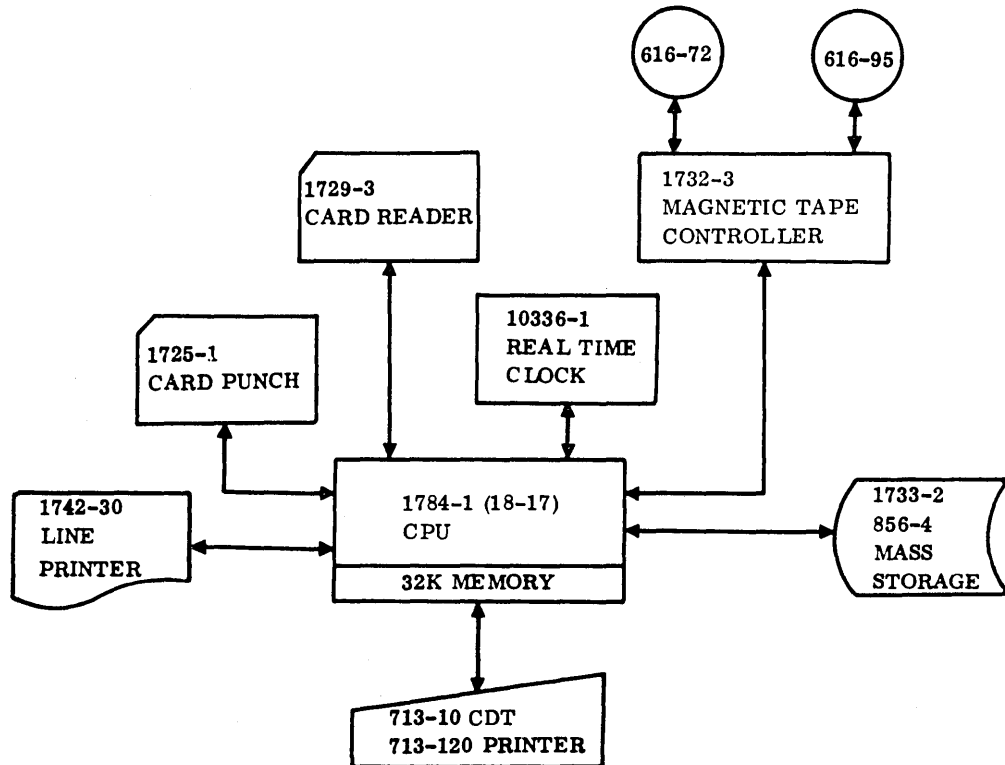 616-72
616-95
1729-3
CARD READER
1732-3
MAGNETIC TAPE
CONTROLLER
10336-1
REAL TIME
CLOCK
1725-1
CARD PUNCH
1742-30
LINE
PRINTER
1784-1 (18-17)
CPU
32K MEMORY
1733-2
856-4
MASS
STORAGE
713-10 CDT
713-120 PRINTER